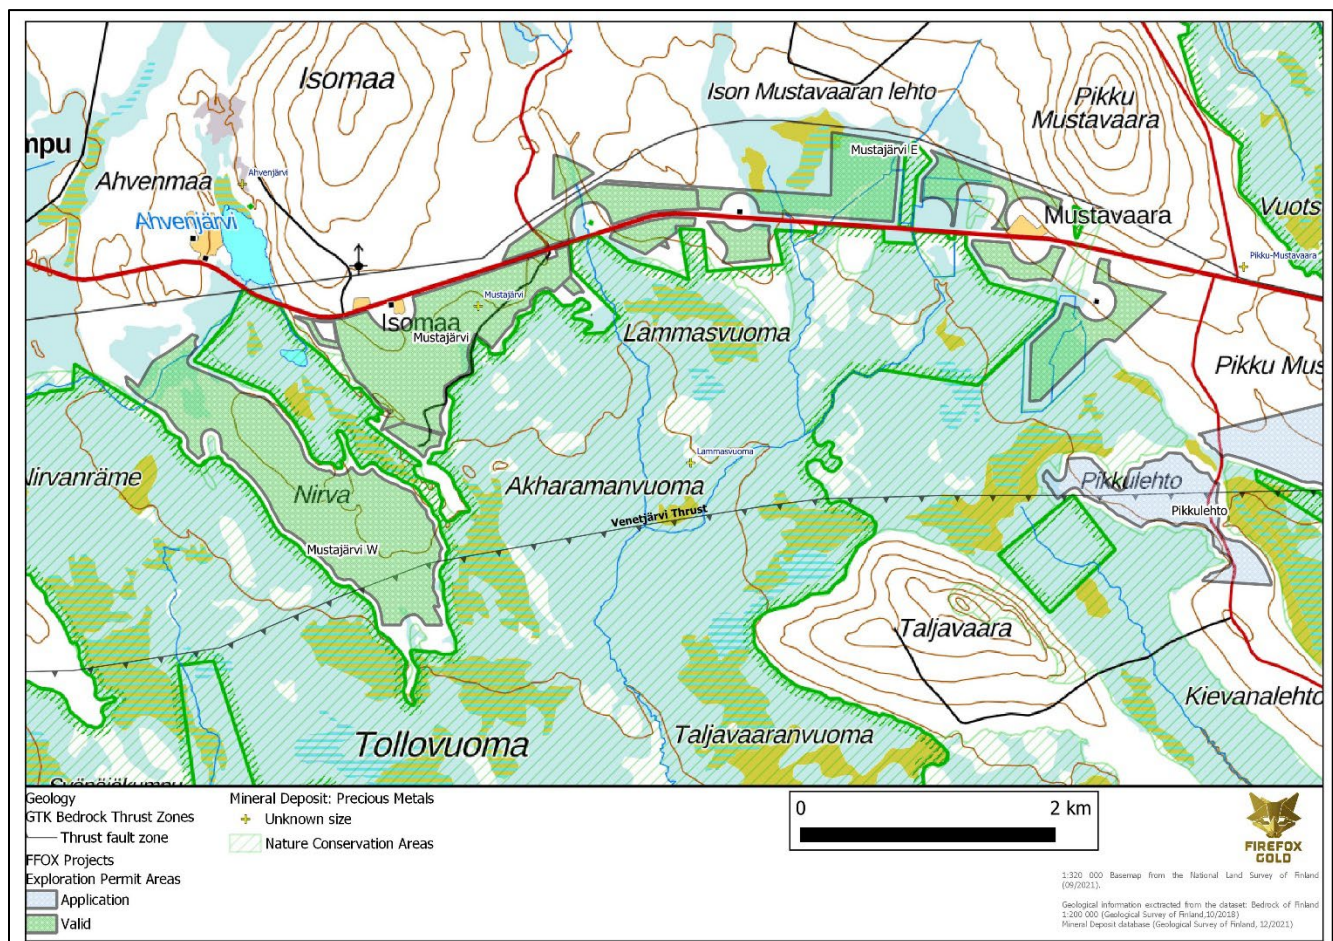 Isomaa
Ison Mustavaaran lehto
Pikku
Mustavaara
mpu
Mustajärvi E
Ahvenmaa
Ahvenjärvi
Ahvenjärvi
Vuots
Mustavaara
Pikku-Mustavaara
Mustajärvi
Isomaa
Mustajärvi
Lammasvuoma
Pikku Mus
Lammasvuoma
Nirvanräme
Nirva
Akharamanvuoma
Pikkulehto
Pikkulehto
Venetjärvi Thrust
Mustajärvi W
Taljavaara
Kievanalehto
Tollovuoma
Taljavaaranvuoma
Syöpäjäkumpu
Geology
GTK Bedrock Thrust Zones
Thrust fault zone
FFOX Projects
Exploration Permit Areas
Application
Valid
Mineral Deposit: Precious Metals
Unknown size
Nature Conservation Areas
0 2 km
FIREFOX
GOLD
1:320 000 Basemap from the National Land Survey of Finland
(09/2021).
Geological information exctracted from the dataset: Bedrock of Finland
1:200 000 (Geological Survey of Finland,10/2018)
Mineral Deposit database (Geological Survey of Finland, 12/2021)